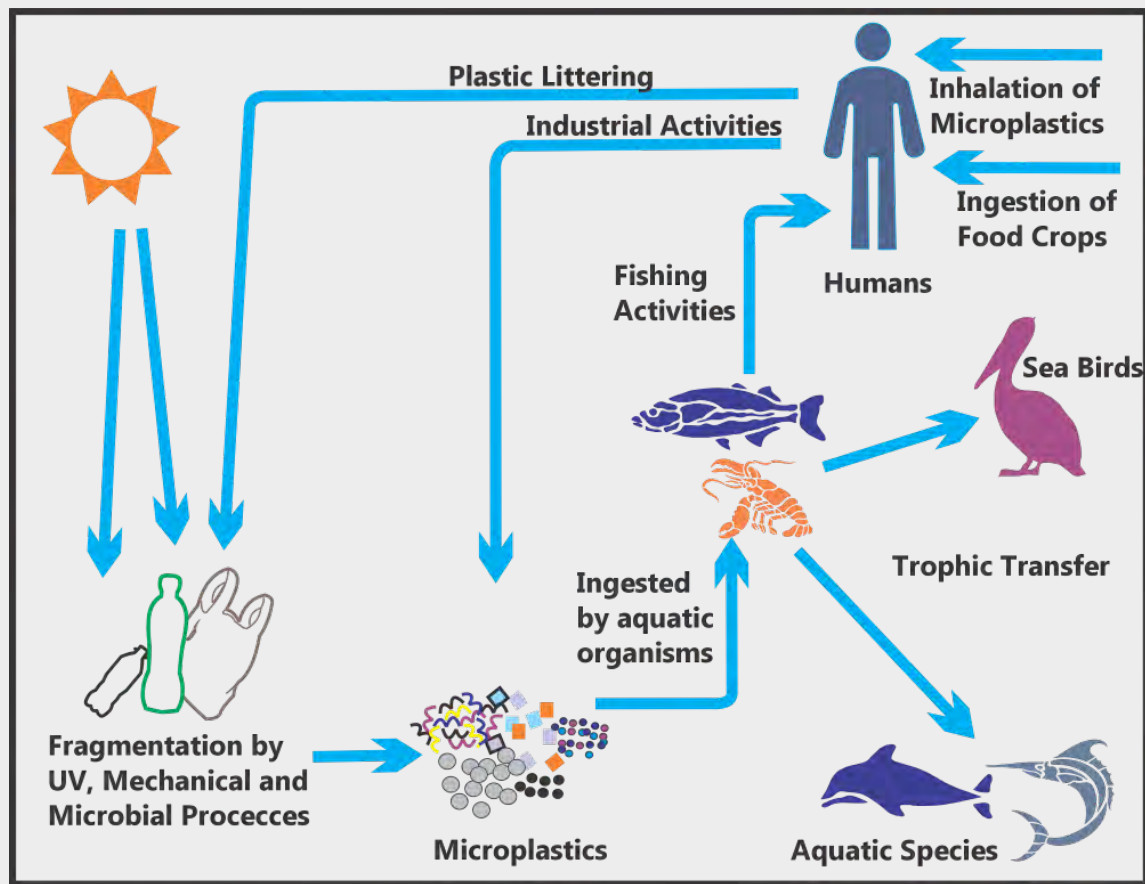 Plastic Littering
Industrial Activities
Inhalation of
Microplastics
Ingestion of
Food Crops
Humans
Fishing
Activities
Sea Birds
Trophic Transfer
Ingested
by aquatic
organisms
Fragmentation by
UV, Mechanical and
Microbial Procecces
Microplastics
Aquatic Species